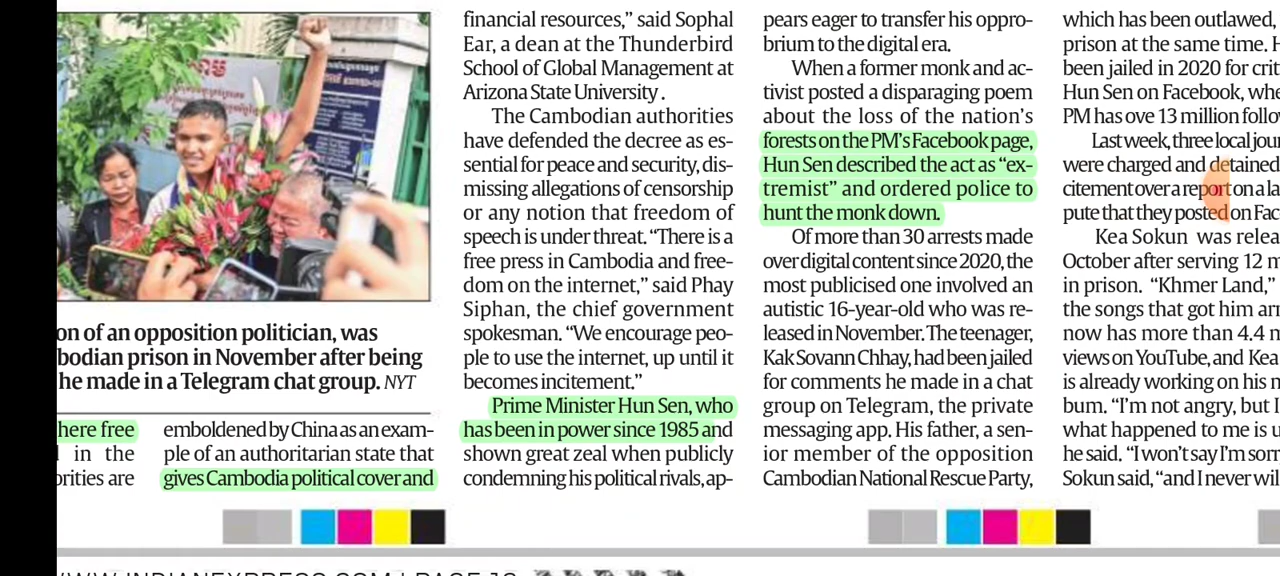 on of an opposition politician, was
bodian prison in November after being
he made in a Telegram chat group. NYT
here free
in the
orities are
emboldened by China as an exam-
ple of an authoritarian state that
gives Cambodia political cover and
financial resources,” said Sophal
Ear, a dean at the Thunderbird
School of Global Management at
Arizona State University.
The Cambodian authorities
have defended the decree as es-
sential for peace and security, dis-
missing allegations of censorship
or any notion that freedom of
speech is under threat. “There is a
free press in Cambodia and free-
dom on the internet,” said Phay
Siphan, the chief government
spokesman. “We encourage peo-
ple to use the internet, up until it
becomes incitement.”
Prime Minister Hun Sen, who
has been in power since 1985 and
shown great zeal when publicly
condemning his political rivals, ap-
pears eager to transfer his oppro-
brium to the digital era.
When a former monk and ac-
tivist posted a disparaging poem
about the loss of the nation’s
forests on the PM’s Facebook page,
Hun Sen described the act as “ex-
tremist” and ordered police to
hunt the monk down.
Of more than 30 arrests made
over digital content since 2020, the
most publicised one involved an
autistic 16-year-old who was re-
leased in November. The teenager,
Kak Sovann Chhay, had been jailed
for comments he made in a chat
group on Telegram, the private
messaging app. His father, a sen-
ior member of the opposition
Cambodian National Rescue Party,
which has been outlawed,
prison at the same time. H
been jailed in 2020 for crit
Hun Sen on Facebook, whe
PM has ove 13 million follov
Last week, three local jour
were charged and detained
citement over a report on a la
pute that they posted on Fac
Kea Sokun was relea
October after serving 12 m
in prison. “Khmer Land,”
the songs that got him arr
now has more than 4.4 m
views on YouTube, and Kea
is already working on his n
bum. “I’m not angry, but I
what happened to me is u
he said. “I won’t say I’m sorr
Sokun said, “and I never wil